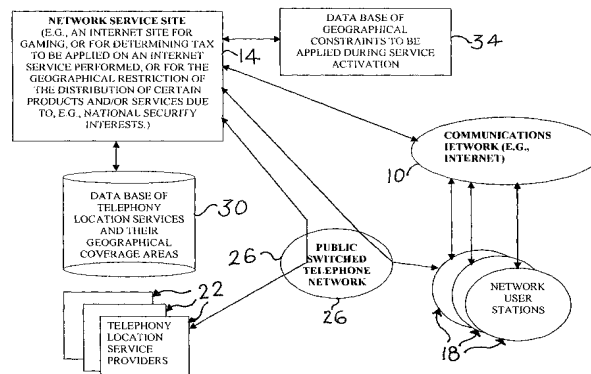 NETWORK SERVICE SITE
(E.G., AN INTERNET SITE FOR
GAMING, OR FOR DETERMINING TAX
TO BE APPLIED ON AN INTERNET
SERVICE PERFORMED, OR FOR THE
GEOGRAPHICAL RESTRICTION OF
THE DISTRIBUTION OF CERTAIN
PRODUCTS AND/OR SERVICES DUE
TO, E.G., NATIONAL SECURITY
INTERESTS.)
14
DATA BASE OF
GEOGRAPHICAL
CONSTRAINTS TO BE
APPLIED DURING SERVICE
ACTIVATION
34
COMMUNICATIONS
IETWORK (E.G.,
INTERNET)
10
DATA BASE OF
TELEPHONY
LOCATION SERVICES
AND THEIR
GEOGRAPHICAL
COVERAGE AREAS
30
26
PUBLIC
SWITCHED
TELEPHONE
NETWORK
26
22
TELEPHONY
LOCATION
SERVICE
PROVIDERS
NETWORK
USER
STATIONS
18